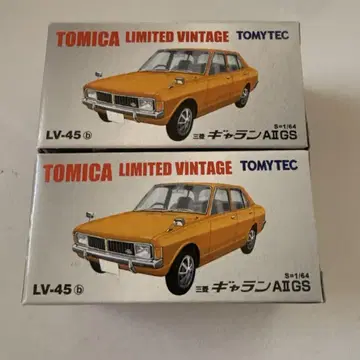 TOMICA LIMITED VINTAGE TOMYTEC
S=1/64
LV-45 ⓑ 三菱 ギャランAⅡGS
TOMICA LIMITED VINTAGE TOMYTEC
S=1/64
LV-45 ⓑ 三菱 ギャランAⅡGS